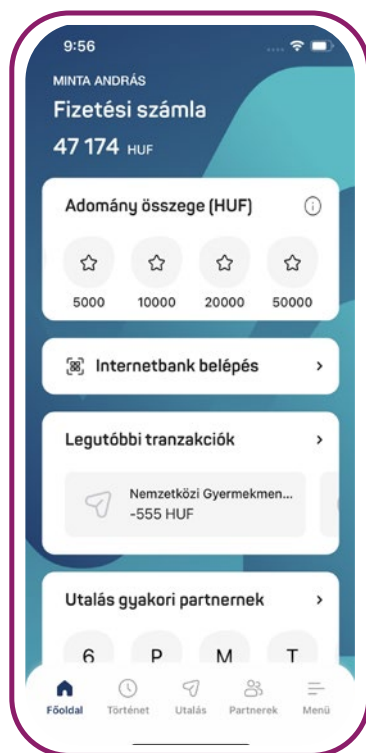 9:56
MINTA ANDRÁS
Fizetési számla
47 174 HUF
Adomány összege (HUF)
5000 10000 20000 50000
Internetbank belépés
Legutóbbi tranzakciók
Nemzetközi Gyermekmen...
-555 HUF
Utalás gyakori partnernek
6 P M T
Főoldal Történet Utalás Partnerek Menü